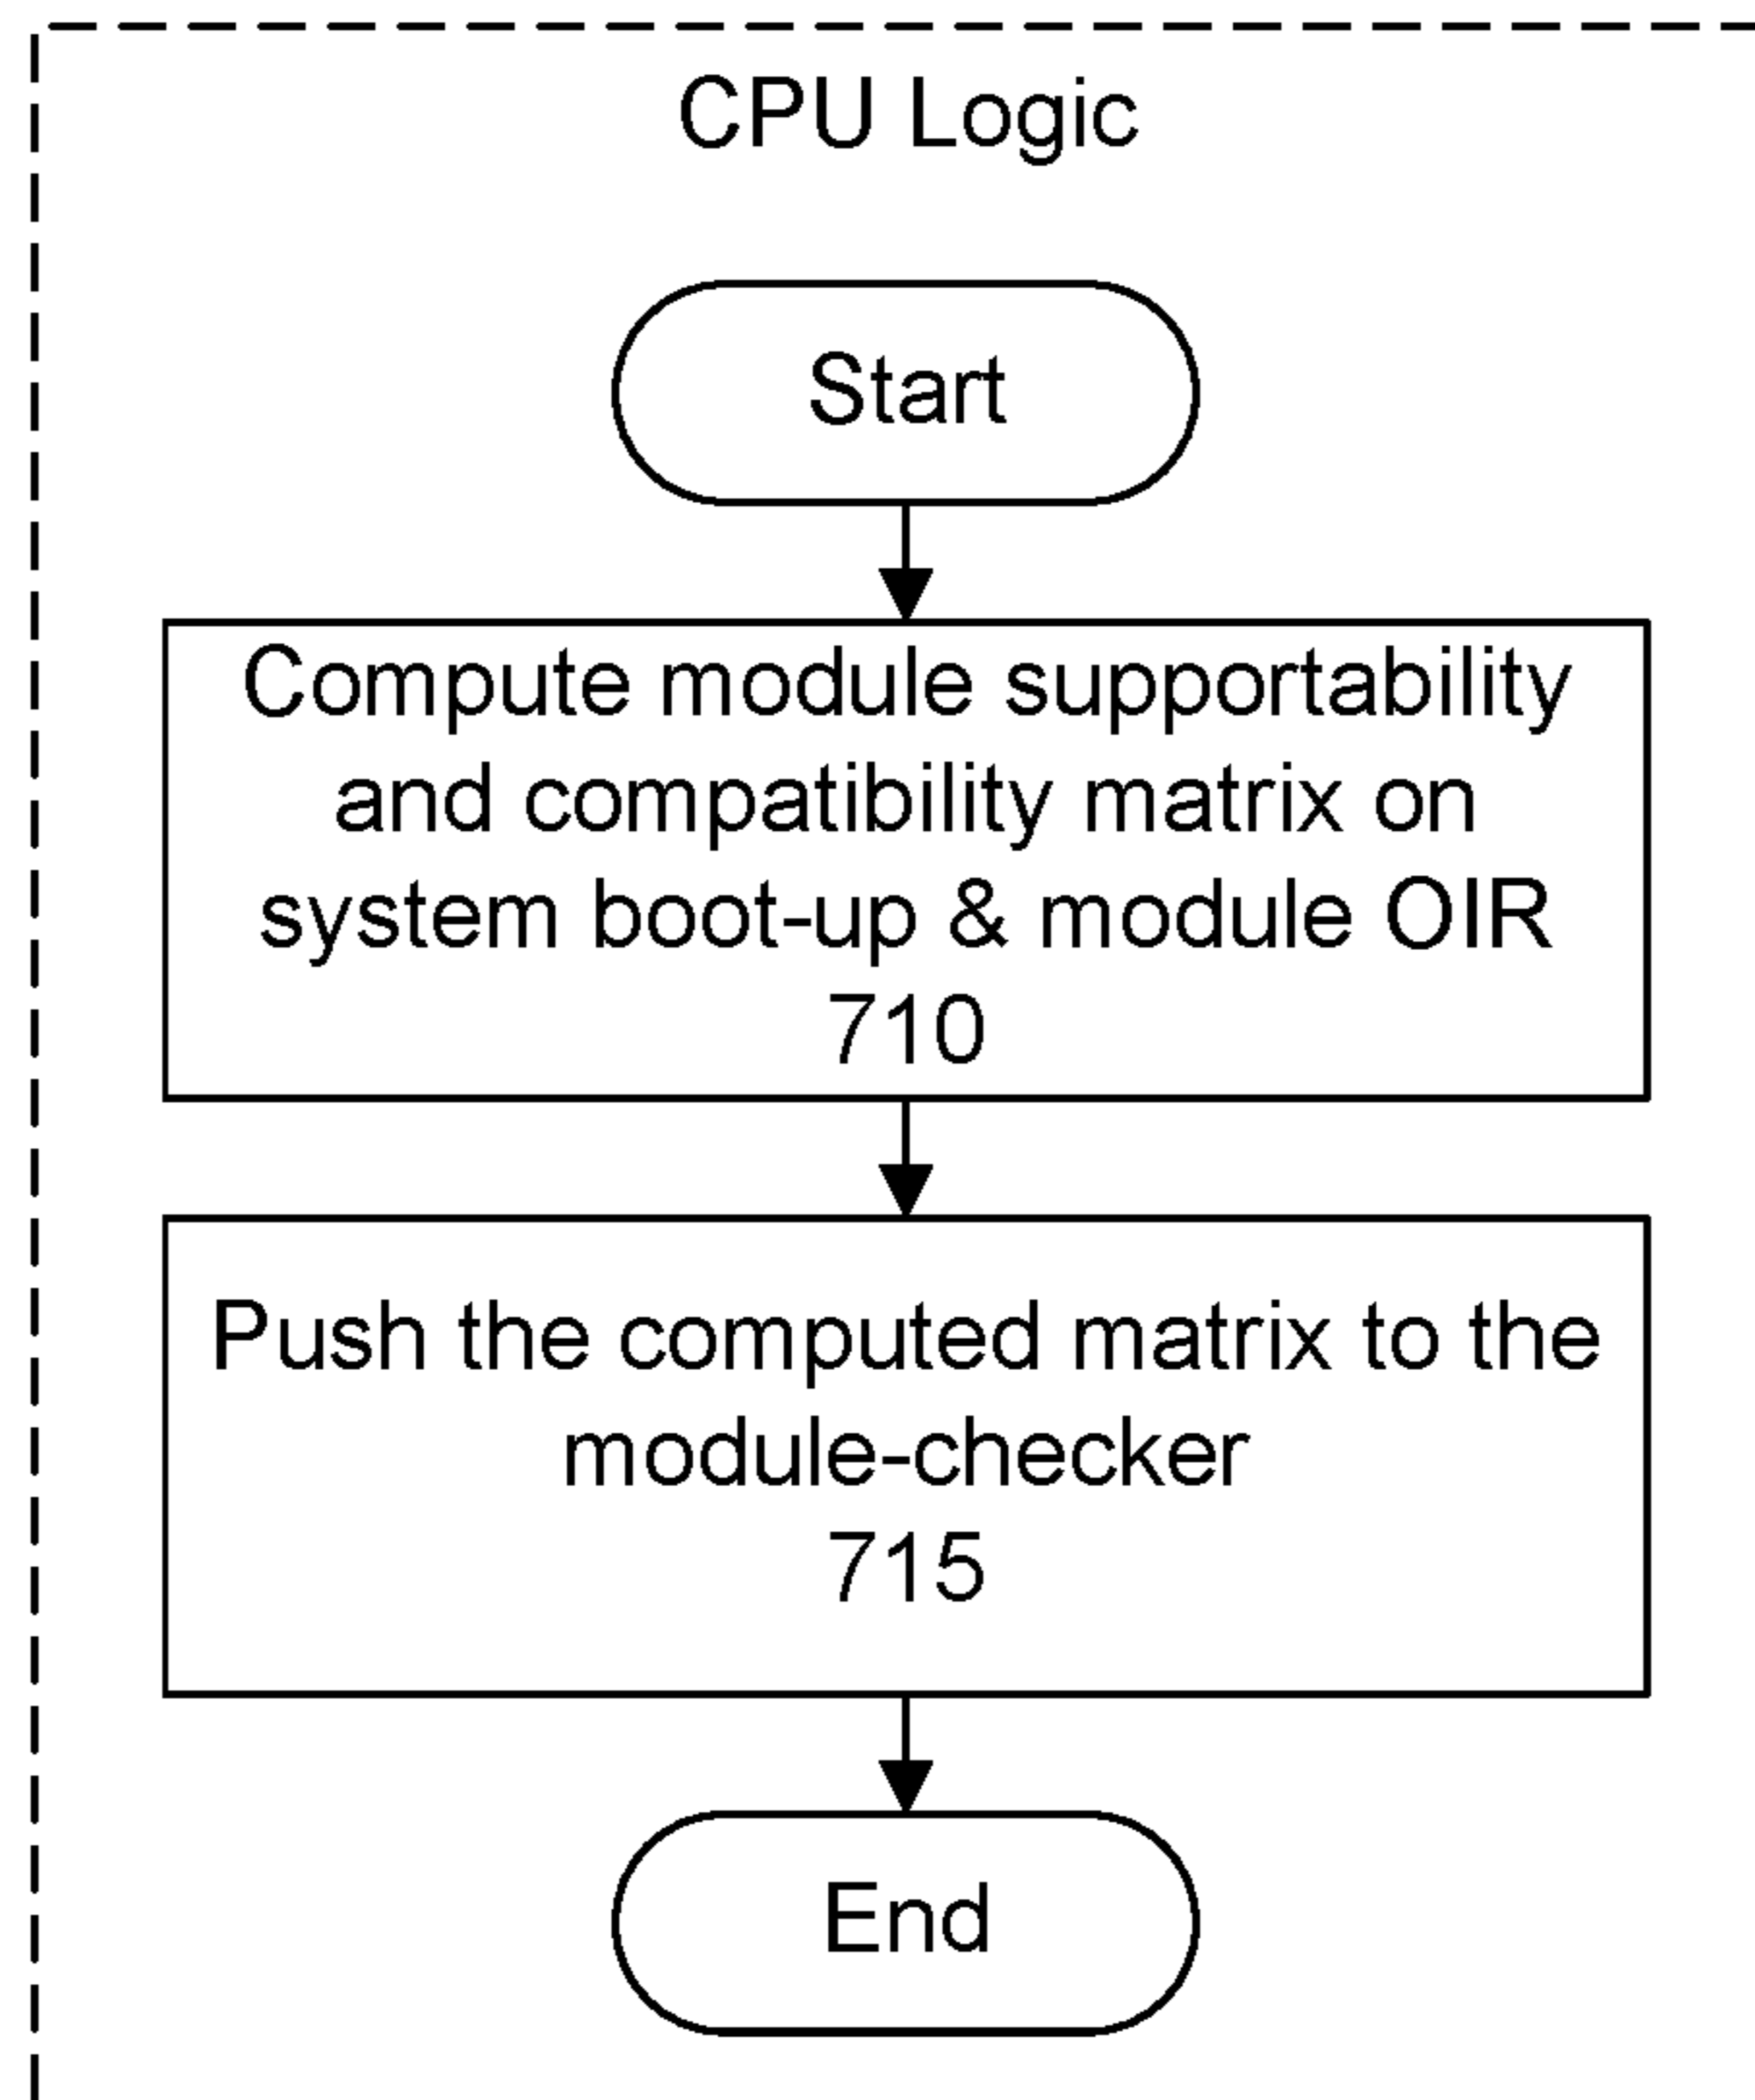 CPU Logic
Start
Compute module supportability
and compatibility matrix on
system boot-up & module OIR
710
Push the computed matrix to the
module-checker
715
End